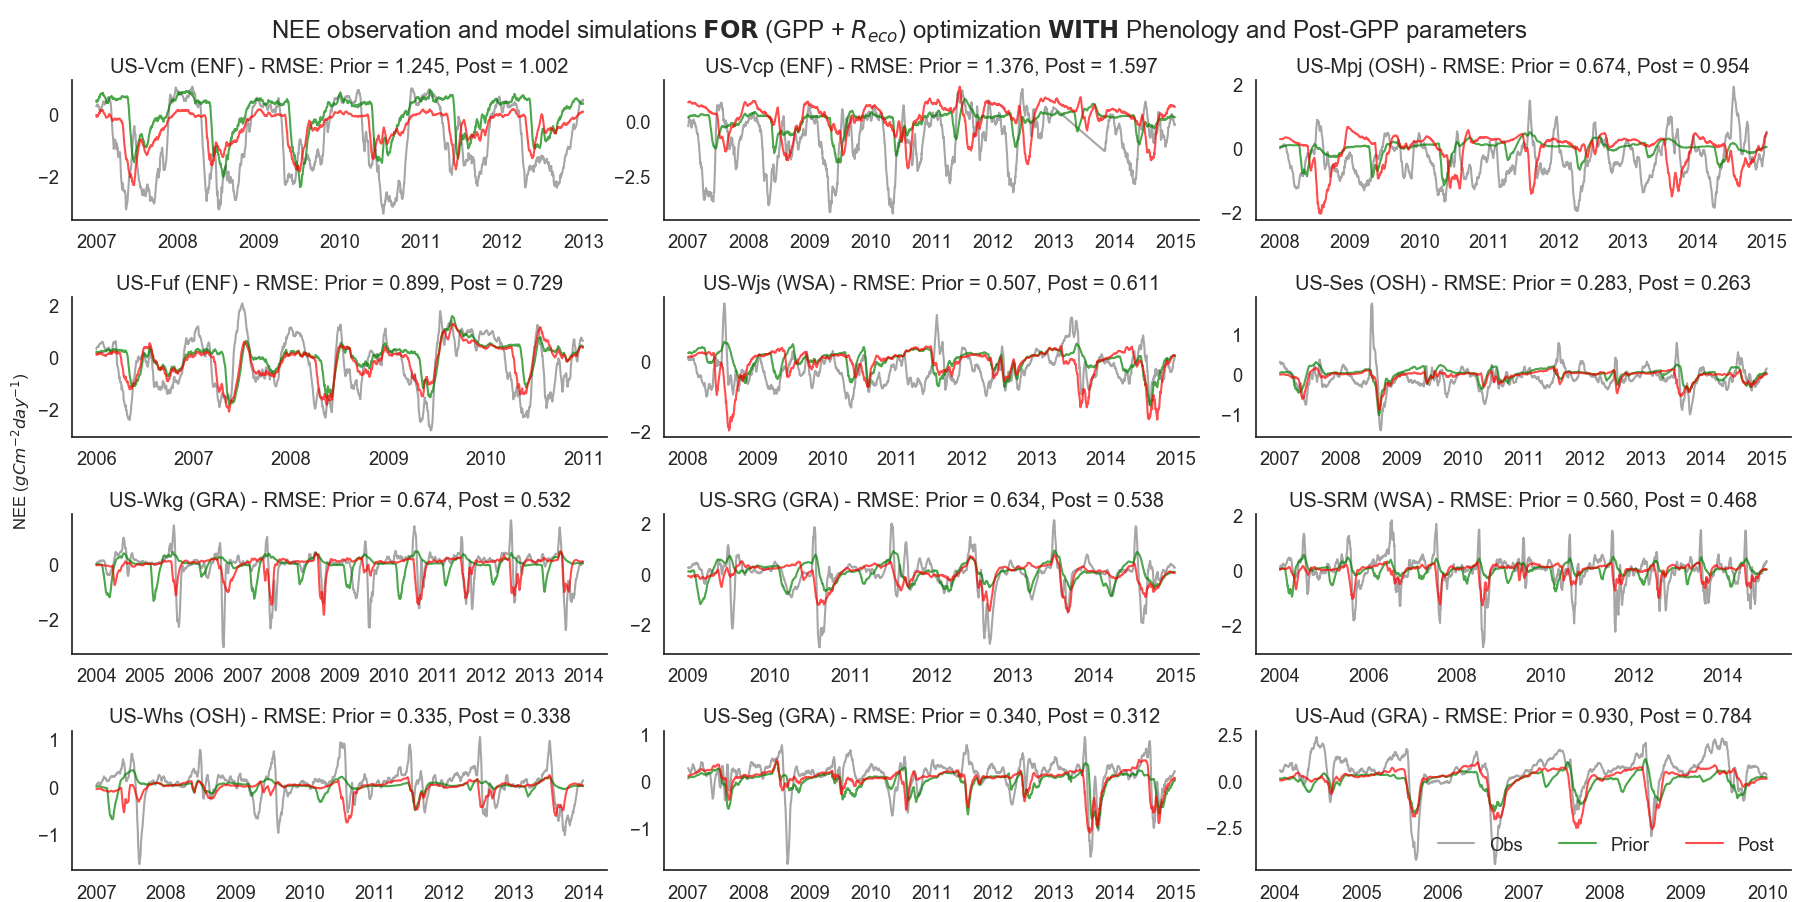 NEE observation and model simulations FOR (GPP + R_eco) optimization WITH Phenology and Post-GPP parameters
NEE (gCm⁻²day⁻¹)
US-Vcm (ENF) - RMSE: Prior = 1.245, Post = 1.002
0
−2
2007 2008 2009 2010 2011 2012 2013
US-Vcp (ENF) - RMSE: Prior = 1.376, Post = 1.597
0.0
−2.5
2007 2008 2009 2010 2011 2012 2013 2014 2015
US-Mpj (OSH) - RMSE: Prior = 0.674, Post = 0.954
2
0
−2
2008 2009 2010 2011 2012 2013 2014 2015
US-Fuf (ENF) - RMSE: Prior = 0.899, Post = 0.729
2
0
−2
2006 2007 2008 2009 2010 2011
US-Wjs (WSA) - RMSE: Prior = 0.507, Post = 0.611
0
−2
2008 2009 2010 2011 2012 2013 2014 2015
US-Ses (OSH) - RMSE: Prior = 0.283, Post = 0.263
1
0
−1
2007 2008 2009 2010 2011 2012 2013 2014 2015
US-Wkg (GRA) - RMSE: Prior = 0.674, Post = 0.532
0
−2
2004 2005 2006 2007 2008 2009 2010 2011 2012 2013 2014
US-SRG (GRA) - RMSE: Prior = 0.634, Post = 0.538
2
0
−2
2009 2010 2011 2012 2013 2014 2015
US-SRM (WSA) - RMSE: Prior = 0.560, Post = 0.468
2
0
−2
2004 2006 2008 2010 2012 2014
US-Whs (OSH) - RMSE: Prior = 0.335, Post = 0.338
1
0
−1
2007 2008 2009 2010 2011 2012 2013 2014
US-Seg (GRA) - RMSE: Prior = 0.340, Post = 0.312
1
0
−1
2007 2008 2009 2010 2011 2012 2013 2014 2015
US-Aud (GRA) - RMSE: Prior = 0.930, Post = 0.784
2.5
0.0
−2.5
Obs Prior Post
2004 2005 2006 2007 2008 2009 2010